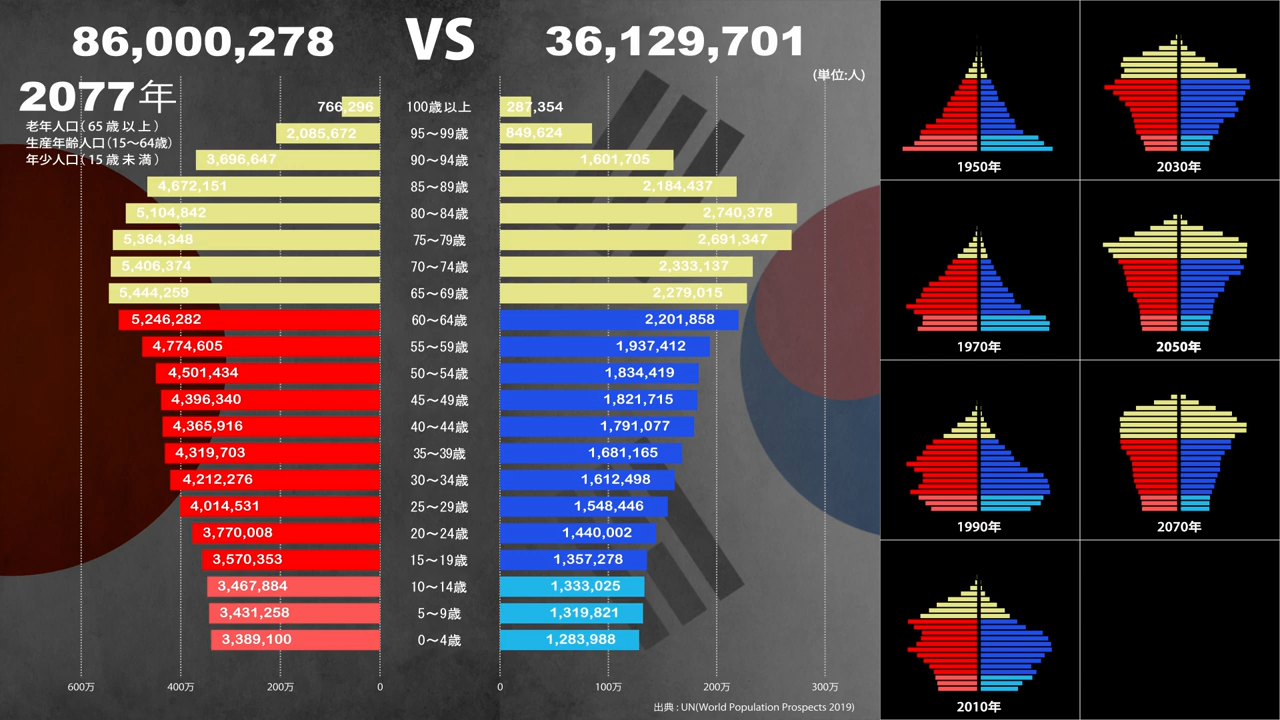 86,000,278 VS 36,129,701
(単位:人)
2077年
老年人口(65歳以上)
生産年齢人口(15~64歳)
年少人口(15歳未満)
766,296 100歳以上 287,354
2,085,672 95~99歳 849,624
3,696,647 90~94歳 1,601,705
4,672,151 85~89歳 2,184,437
5,104,842 80~84歳 2,740,378
5,364,348 75~79歳 2,691,347
5,406,374 70~74歳 2,333,137
5,444,259 65~69歳 2,279,015
5,246,282 60~64歳 2,201,858
4,774,605 55~59歳 1,937,412
4,501,434 50~54歳 1,834,419
4,396,340 45~49歳 1,821,715
4,365,916 40~44歳 1,791,077
4,319,703 35~39歳 1,681,165
4,212,276 30~34歳 1,612,498
4,014,531 25~29歳 1,548,446
3,770,008 20~24歳 1,440,002
3,570,353 15~19歳 1,357,278
3,467,884 10~14歳 1,333,025
3,431,258 5~9歳 1,319,821
3,389,100 0~4歳 1,283,988
600万 400万 200万 0 0 100万 200万 300万
出典 : UN(World Population Prospects 2019)
1950年 2030年
1970年 2050年
1990年 2070年
2010年